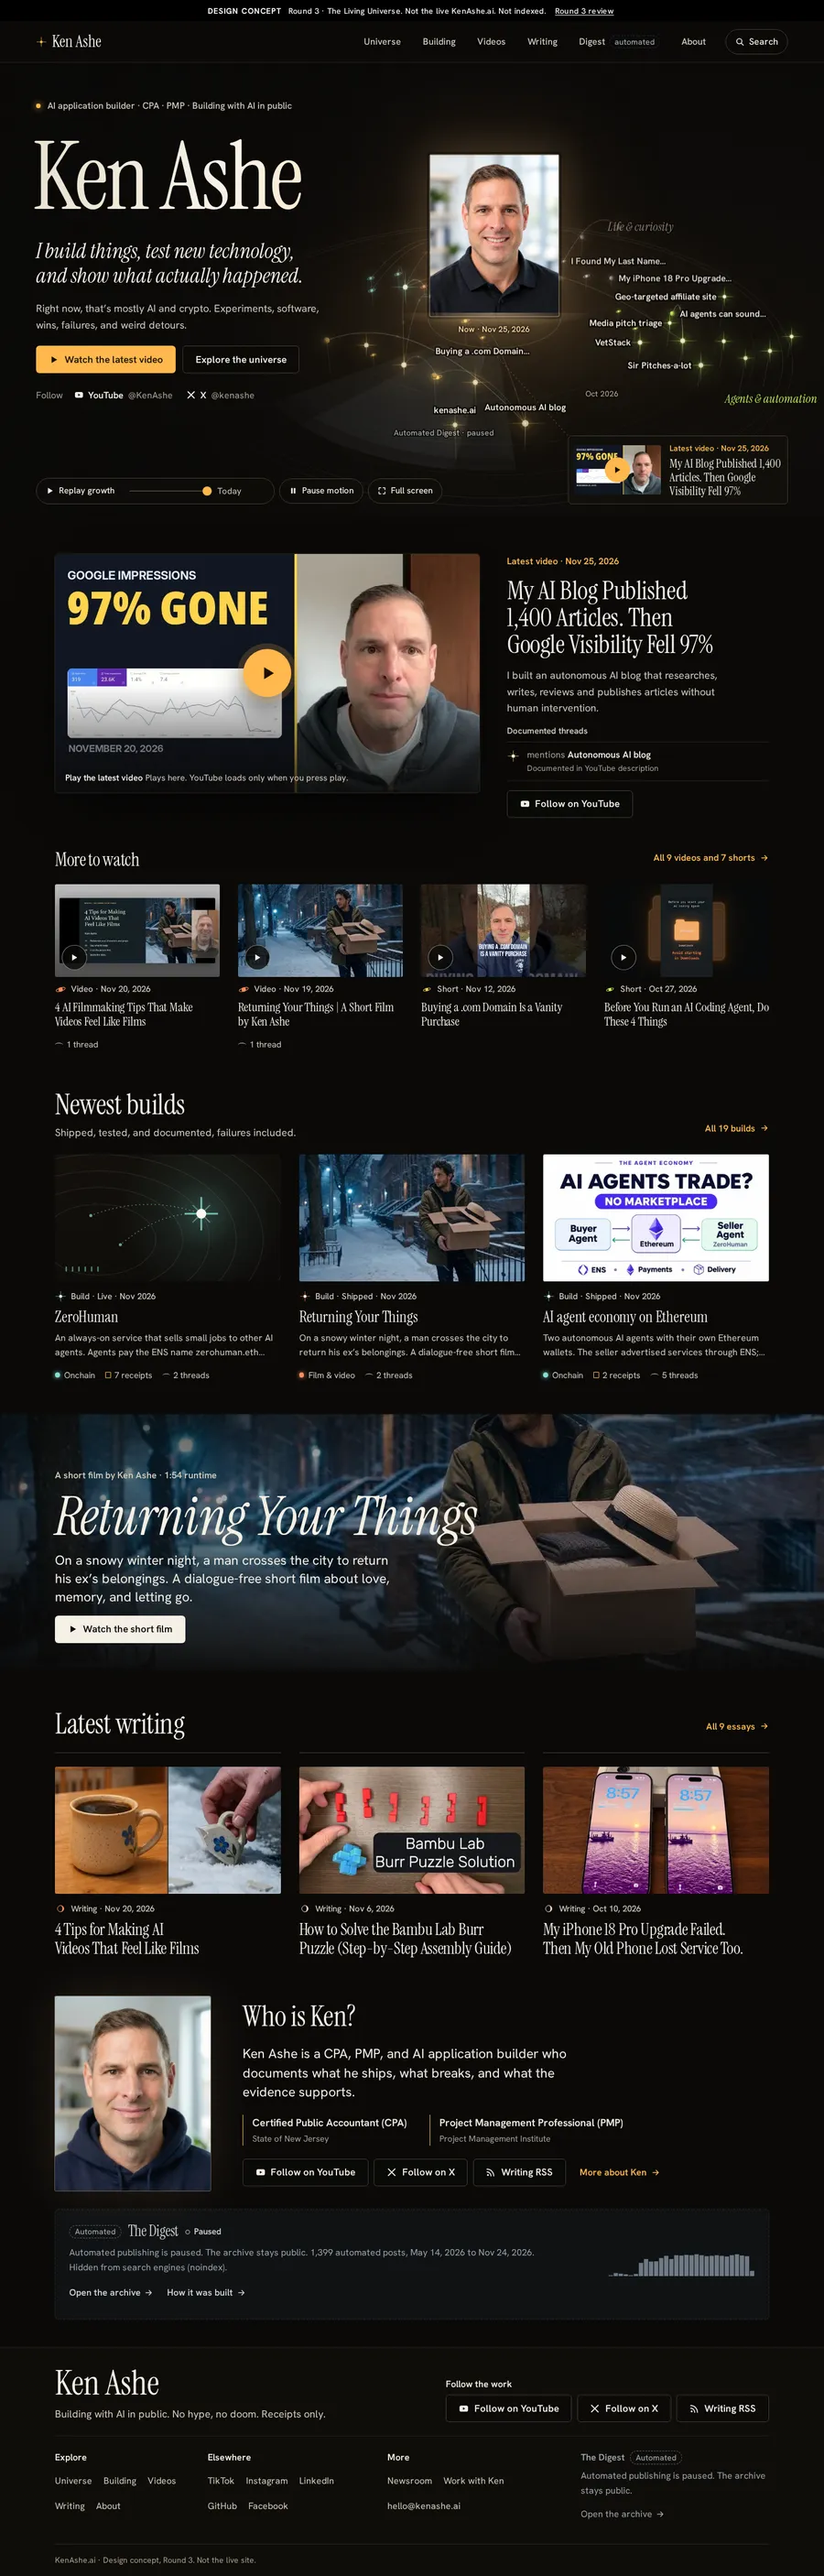 DESIGN CONCEPT Round 3 · The Living Universe. Not the live KenAshe.ai. Not indexed. Round 3 review
Ken Ashe
Universe Building Videos Writing Digest automated About Search
AI application builder · CPA · PMP · Building with AI in public
Ken Ashe
I build things, test new technology,
and show what actually happened.
Right now, that's mostly AI and crypto. Experiments, software,
wins, failures, and weird detours.
Watch the latest video
Explore the universe
Follow YouTube @KenAshe X @kenashe
Life & curiosity
I Found My Last Name...
My iPhone 18 Pro Upgrade...
Geo-targeted affiliate site
AI agents can sound...
Media pitch triage
VetStack
Sir Pitches-a-lot
Now · Nov 25, 2026
Buying a .com Domain...
Oct 2026
Agents & automation
kenashe.ai
Autonomous AI blog
Automated Digest · paused
Replay growth Today
Pause motion
Full screen
97% GONE
Latest video · Nov 25, 2026
My AI Blog Published 1,400
Articles. Then Google
Visibility Fell 97%
GOOGLE IMPRESSIONS
97% GONE
NOVEMBER 20, 2026
Play the latest video Plays here. YouTube loads only when you press play.
Latest video · Nov 25, 2026
My AI Blog Published
1,400 Articles. Then
Google Visibility Fell 97%
I built an autonomous AI blog that researches,
writes, reviews and publishes articles without
human intervention.
Documented threads
mentions Autonomous AI blog
Documented in YouTube description
Follow on YouTube
More to watch
All 9 videos and 7 shorts →
4 Tips for Making
AI Videos That
Feel Like Films
BUYING A .COM DOMAIN
IS A VANITY
PURCHASE
Video · Nov 20, 2026
4 AI Filmmaking Tips That Make
Videos Feel Like Films
1 thread
Video · Nov 19, 2026
Returning Your Things | A Short Film
by Ken Ashe
1 thread
Short · Nov 12, 2026
Buying a .com Domain Is a Vanity
Purchase
Short · Oct 27, 2026
Before You Run an AI Coding Agent, Do
These 4 Things
Newest builds
Shipped, tested, and documented, failures included.
All 19 builds →
THE AGENT ECONOMY
AI AGENTS TRADE?
NO MARKETPLACE
Buyer
Agent
Ethereum
Seller
Agent
ZeroHuman
ENS · Payments · Delivery
Build · Live · Nov 2026
ZeroHuman
An always-on service that sells small jobs to other AI
agents. Agents pay the ENS name zerohuman.eth...
Onchain 7 receipts 2 threads
Build · Shipped · Nov 2026
Returning Your Things
On a snowy winter night, a man crosses the city to
return his ex's belongings. A dialogue-free short film...
Film & video 2 threads
Build · Shipped · Nov 2026
AI agent economy on Ethereum
Two autonomous AI agents with their own Ethereum
wallets. The seller advertised services through ENS;...
Onchain 2 receipts 5 threads
A short film by Ken Ashe · 1:54 runtime
Returning Your Things
On a snowy winter night, a man crosses the city to return
his ex's belongings. A dialogue-free short film about love,
memory, and letting go.
Watch the short film
Latest writing
All 9 essays →
Bambu Lab
Burr Puzzle Solution
8:57
8:57
Writing · Nov 20, 2026
4 Tips for Making AI
Videos That Feel Like Films
Writing · Nov 6, 2026
How to Solve the Bambu Lab Burr
Puzzle (Step-by-Step Assembly Guide)
Writing · Oct 10, 2026
My iPhone 18 Pro Upgrade Failed.
Then My Old Phone Lost Service Too.
Who is Ken?
Ken Ashe is a CPA, PMP, and AI application builder who
documents what he ships, what breaks, and what the
evidence supports.
Certified Public Accountant (CPA)
State of New Jersey
Project Management Professional (PMP)
Project Management Institute
Follow on YouTube
Follow on X
Writing RSS
More about Ken →
Automated The Digest Paused
Automated publishing is paused. The archive stays public. 1,399 automated posts, May 14, 2026 to Nov 24, 2026.
Hidden from search engines (noindex).
Open the archive → How it was built →
Ken Ashe
Building with AI in public. No hype, no doom. Receipts only.
Follow the work
Follow on YouTube
Follow on X
Writing RSS
Explore
Universe Building Videos
Writing About
Elsewhere
TikTok Instagram LinkedIn
GitHub Facebook
More
Newsroom Work with Ken
hello@kenashe.ai
The Digest Automated
Automated publishing is paused. The archive
stays public.
Open the archive →
KenAshe.ai · Design concept, Round 3. Not the live site.